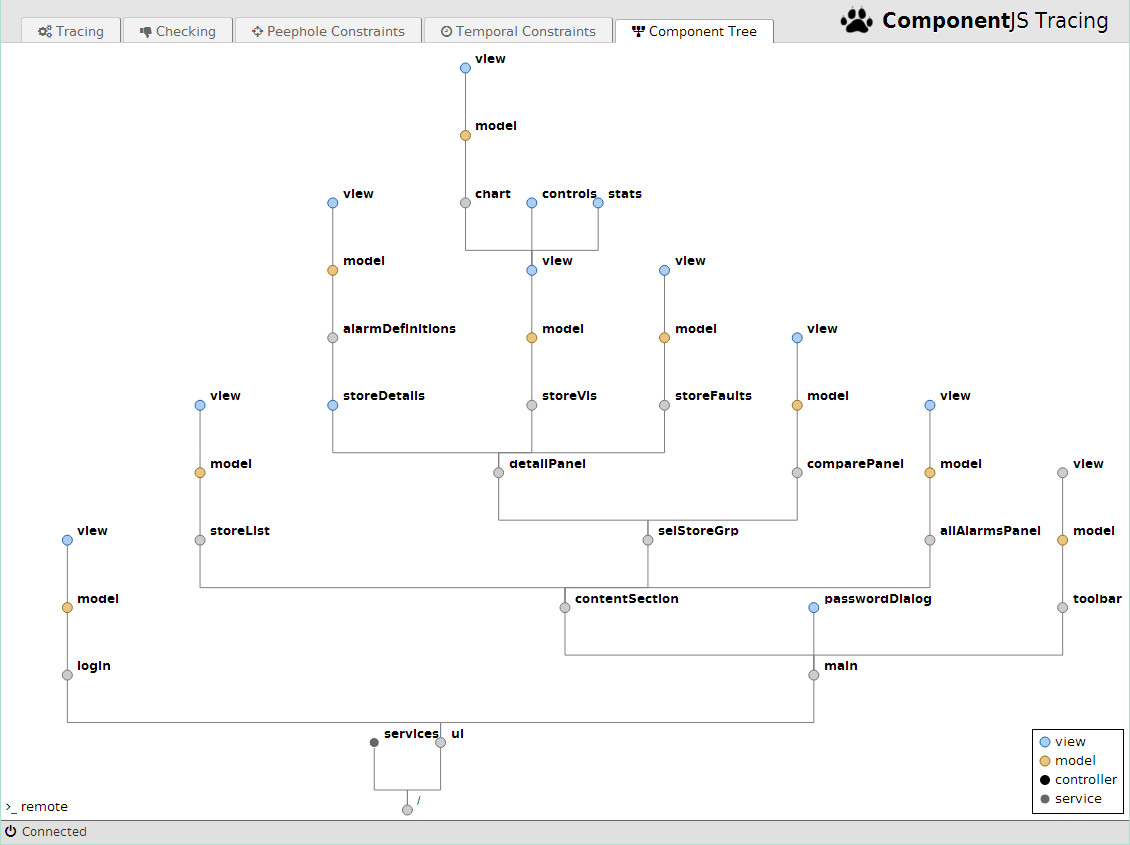 Tracing Checking Peephole Constraints Temporal Constraints Component Tree ComponentJS Tracing
view
model
view chart controls stats
model view view
alarmDefinitions model model view
view storeDetails storeVis storeFaults model view
model detailPanel comparePanel model view
view storeList selStoreGrp allAlarmsPanel model
model contentSection passwordDialog toolbar
login main
services ui
view
model
controller
service
/
>_ remote
Connected